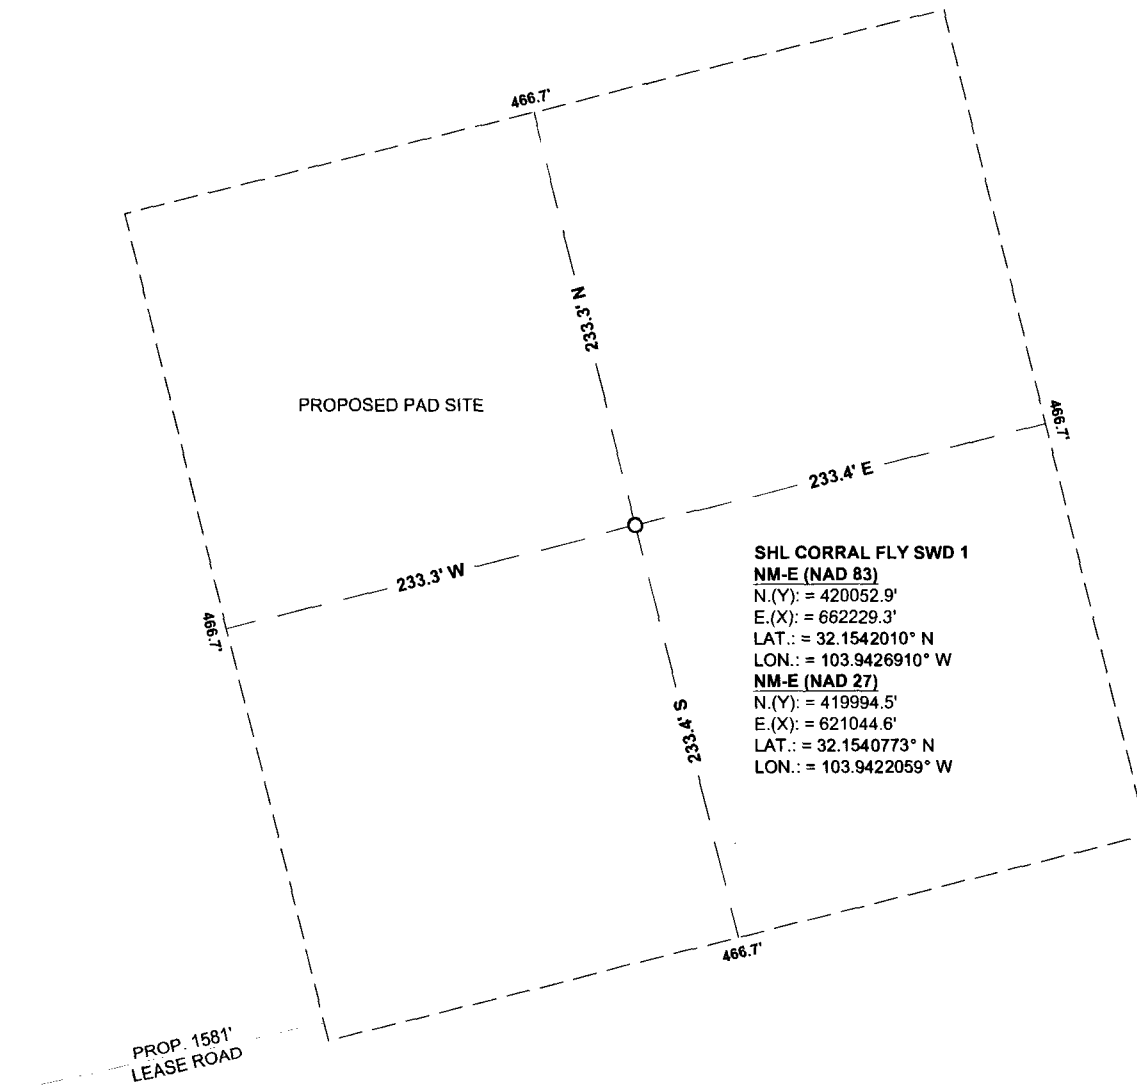 466.7'
233.3' N
PROPOSED PAD SITE
466.7'
233.4' E
233.3' W
466.7'
SHL CORRAL FLY SWD 1
NM-E (NAD 83)
N.(Y): = 420052.9'
E.(X): = 662229.3'
LAT.: = 32.1542010° N
LON.: = 103.9426910° W
NM-E (NAD 27)
N.(Y): = 419994.5'
E.(X): = 621044.6'
LAT.: = 32.1540773° N
LON.: = 103.9422059° W
233.4' S
466.7'
PROP. 1581'
LEASE ROAD